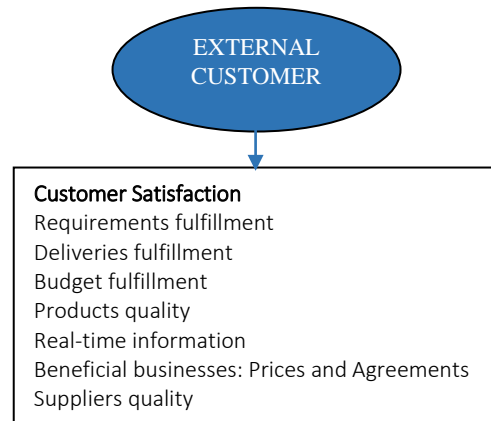 EXTERNAL
CUSTOMER
Customer Satisfaction
Requirements fulfillment
Deliveries fulfillment
Budget fulfillment
Products quality
Real-time information
Beneficial businesses: Prices and Agreements
Suppliers quality